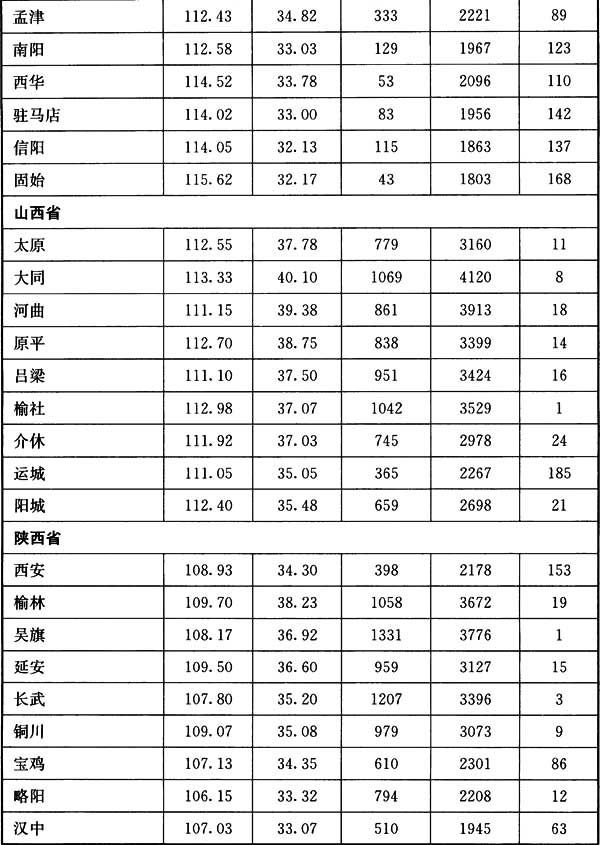 孟津 112.43 34.82 333 2221 89
南阳 112.58 33.03 129 1967 123
西华 114.52 33.78 53 2096 110
驻马店 114.02 33.00 83 1956 142
信阳 114.05 32.13 115 1863 137
固始 115.62 32.17 43 1803 168
山西省
太原 112.55 37.78 779 3160 11
大同 113.33 40.10 1069 4120 8
河曲 111.15 39.38 861 3913 18
原平 112.70 38.75 838 3399 14
吕梁 111.10 37.50 951 3424 16
榆社 112.98 37.07 1042 3529 1
介休 111.92 37.03 745 2978 24
运城 111.05 35.05 365 2267 185
阳城 112.40 35.48 659 2698 21
陕西省
西安 108.93 34.30 398 2178 153
榆林 109.70 38.23 1058 3672 19
吴旗 108.17 36.92 1331 3776 1
延安 109.50 36.60 959 3127 15
长武 107.80 35.20 1207 3396 3
铜川 109.07 35.08 979 3073 9
宝鸡 107.13 34.35 610 2301 86
略阳 106.15 33.32 794 2208 12
汉中 107.03 33.07 510 1945 63